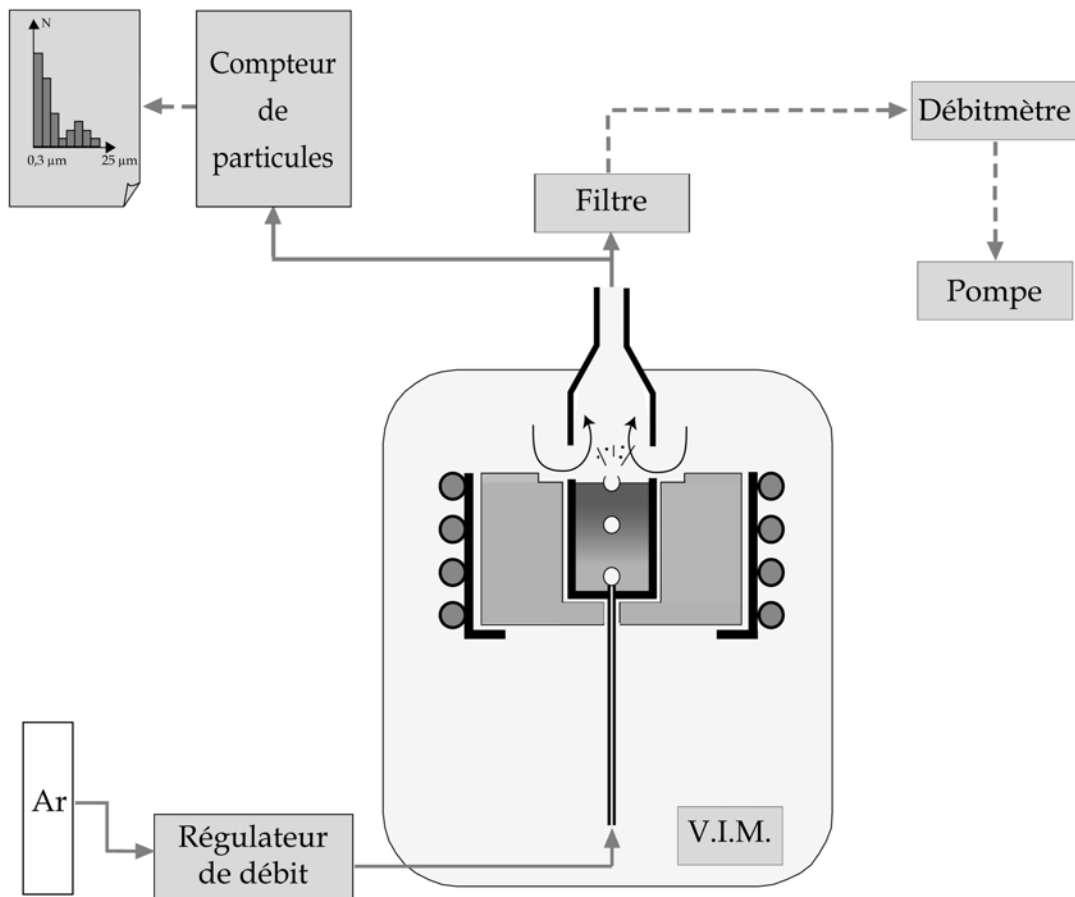 N
0,3 µm
25 µm
Compteur
de
particules
Débitmètre
Filtre
Pompe
Ar
Régulateur
de débit
V.I.M.